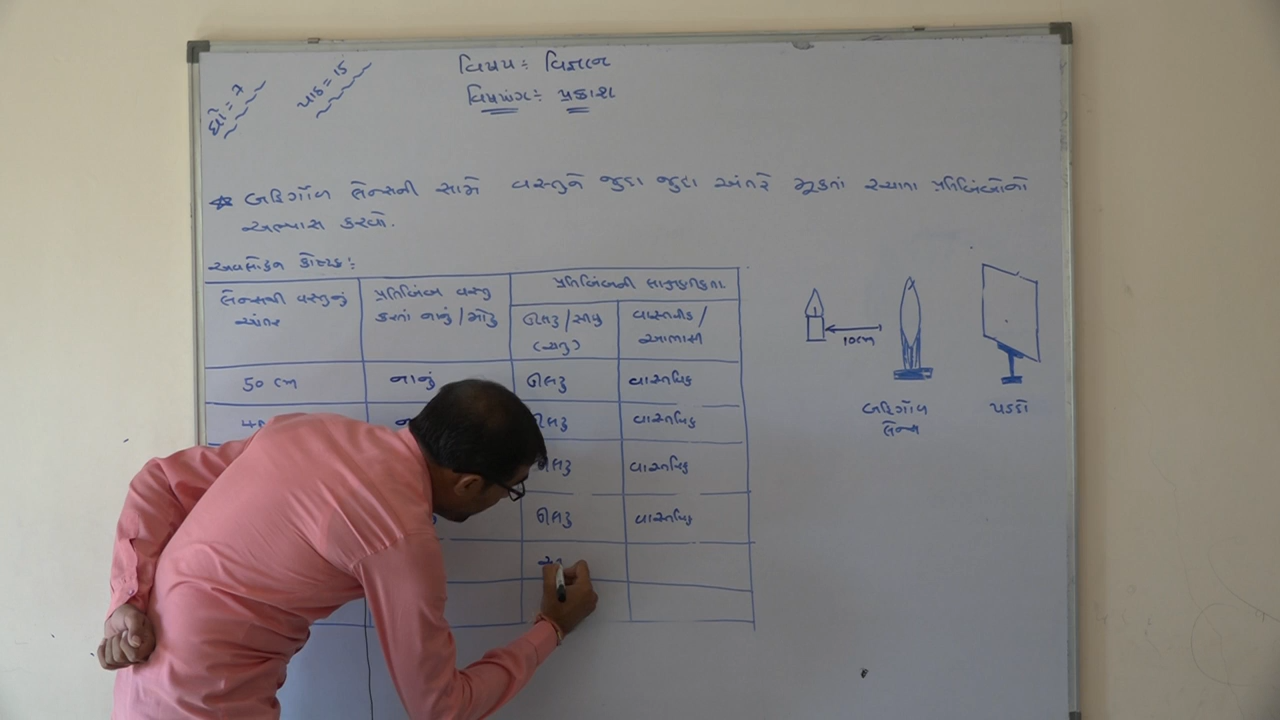 ધો = 7
પાઠ = 15
વિષય : વિજ્ઞાન
વિષયાંગ : પ્રકાશ
* બહિર્ગોળ લેન્સની સામે વસ્તુને જુદા જુદા અંતરે મૂકતાં રચાતા પ્રતિબિંબોનો
અભ્યાસ કરવો.
અવલોકન કોષ્ટક :
લેન્સથી વસ્તુનું
અંતર
પ્રતિબિંબ વસ્તુ
કરતાં નાનું / મોટું
પ્રતિબિંબની લાક્ષણિકતા
ઊલટું / સીધું
(ચતું)
વાસ્તવીક /
આભાસી
50 cm
નાનું
ઊલટું
વાસ્તવિક
ઊલટું
વાસ્તવિક
ઊલટું
વાસ્તવિક
ઊલટું
વાસ્તવિક
10cm
બહિર્ગોળ
લેન્સ
પડદો